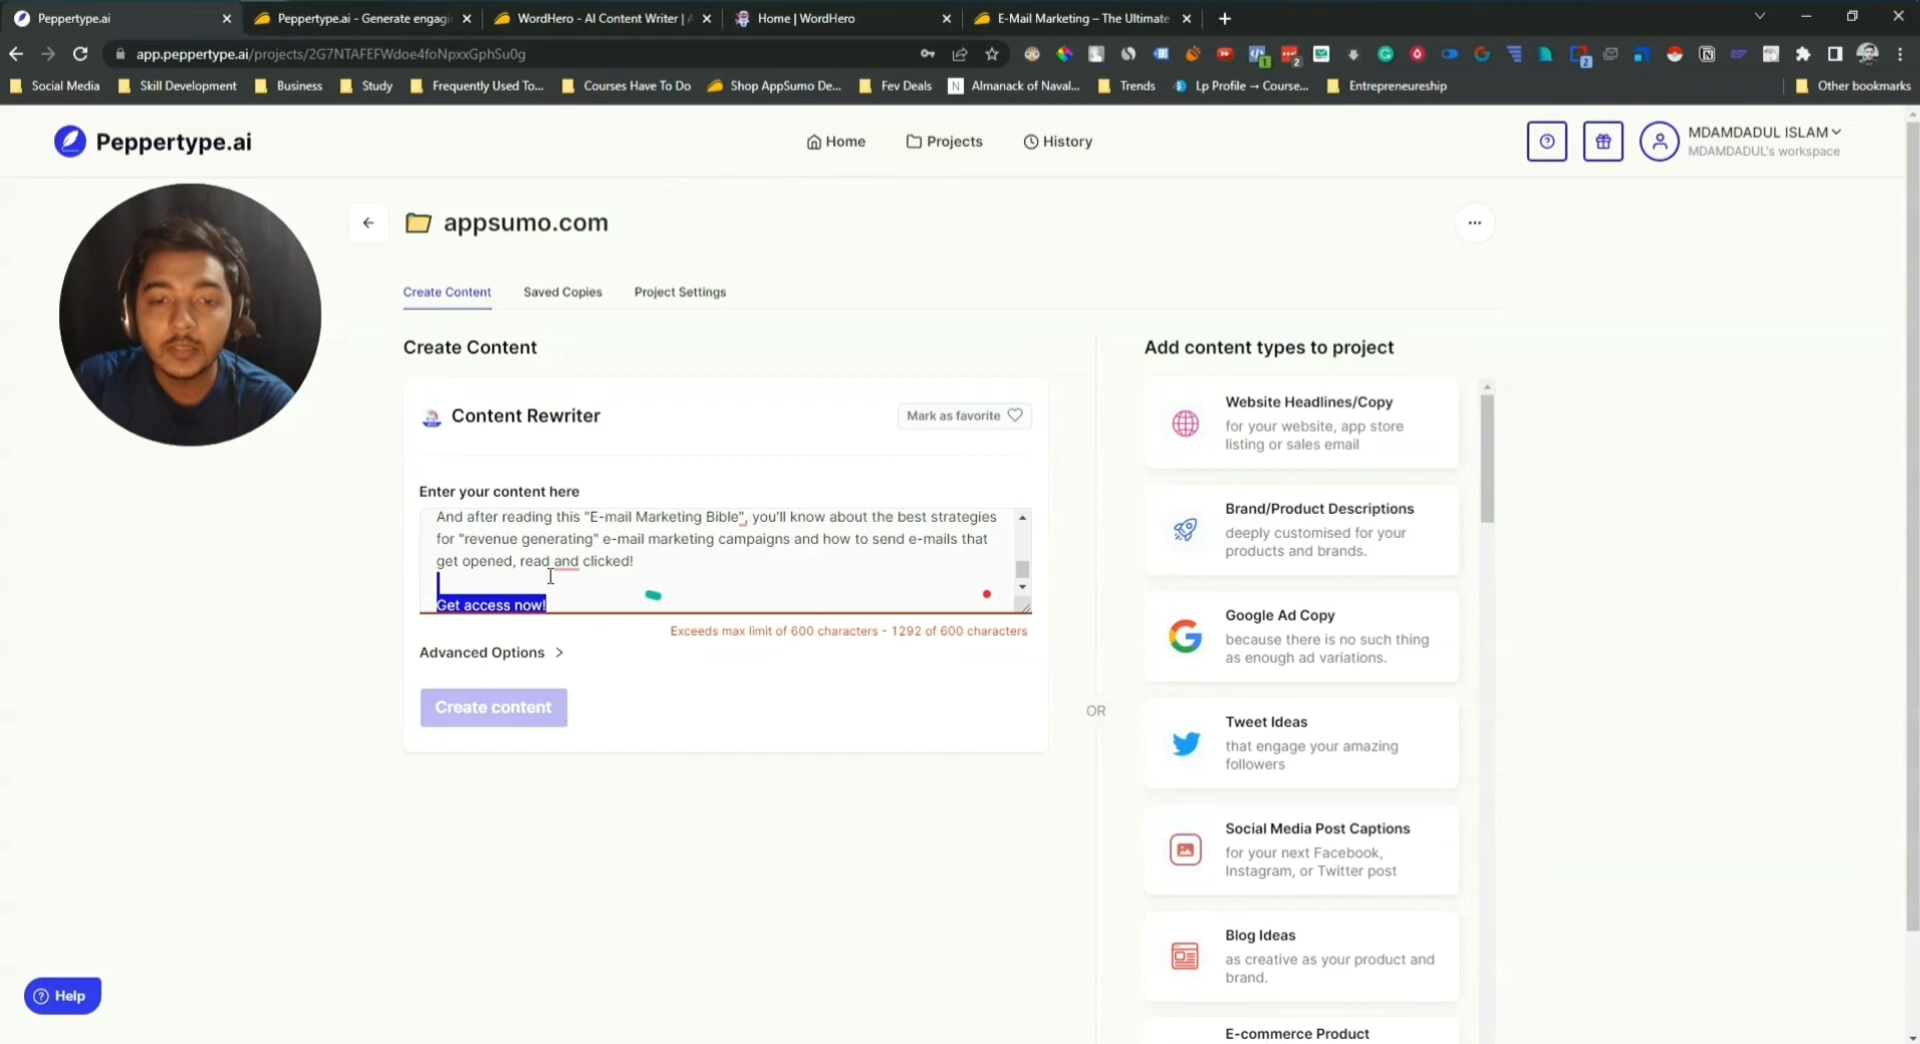 Peppertype.ai
Peppertype.ai - Generate engagi
WordHero - AI Content Writer | A
Home | WordHero
E-Mail Marketing – The Ultimate
app.peppertype.ai/projects/2G7NTAFEFWdoe4foNpxxGphSu0g
1
2
2
Social Media
Skill Development
Business
Study
Frequently Used To...
Courses Have To Do
Shop AppSumo De...
Fev Deals
Almanack of Naval...
Trends
Lp Profile → Course...
Entrepreneureship
Other bookmarks
Peppertype.ai
Home
Projects
History
MDAMDADUL ISLAM
MDAMDADUL's workspace
appsumo.com
Create Content
Saved Copies
Project Settings
Create Content
Content Rewriter
Mark as favorite
Enter your content here
And after reading this "E-mail Marketing Bible", you'll know about the best strategies
for "revenue generating" e-mail marketing campaigns and how to send e-mails that
get opened, read and clicked!
Get access now!
Exceeds max limit of 600 characters - 1292 of 600 characters
Advanced Options
Create content
OR
Add content types to project
Website Headlines/Copy
for your website, app store
listing or sales email
Brand/Product Descriptions
deeply customised for your
products and brands.
Google Ad Copy
because there is no such thing
as enough ad variations.
Tweet Ideas
that engage your amazing
followers
Social Media Post Captions
for your next Facebook,
Instagram, or Twitter post
Blog Ideas
as creative as your product and
brand.
E-commerce Product
Help